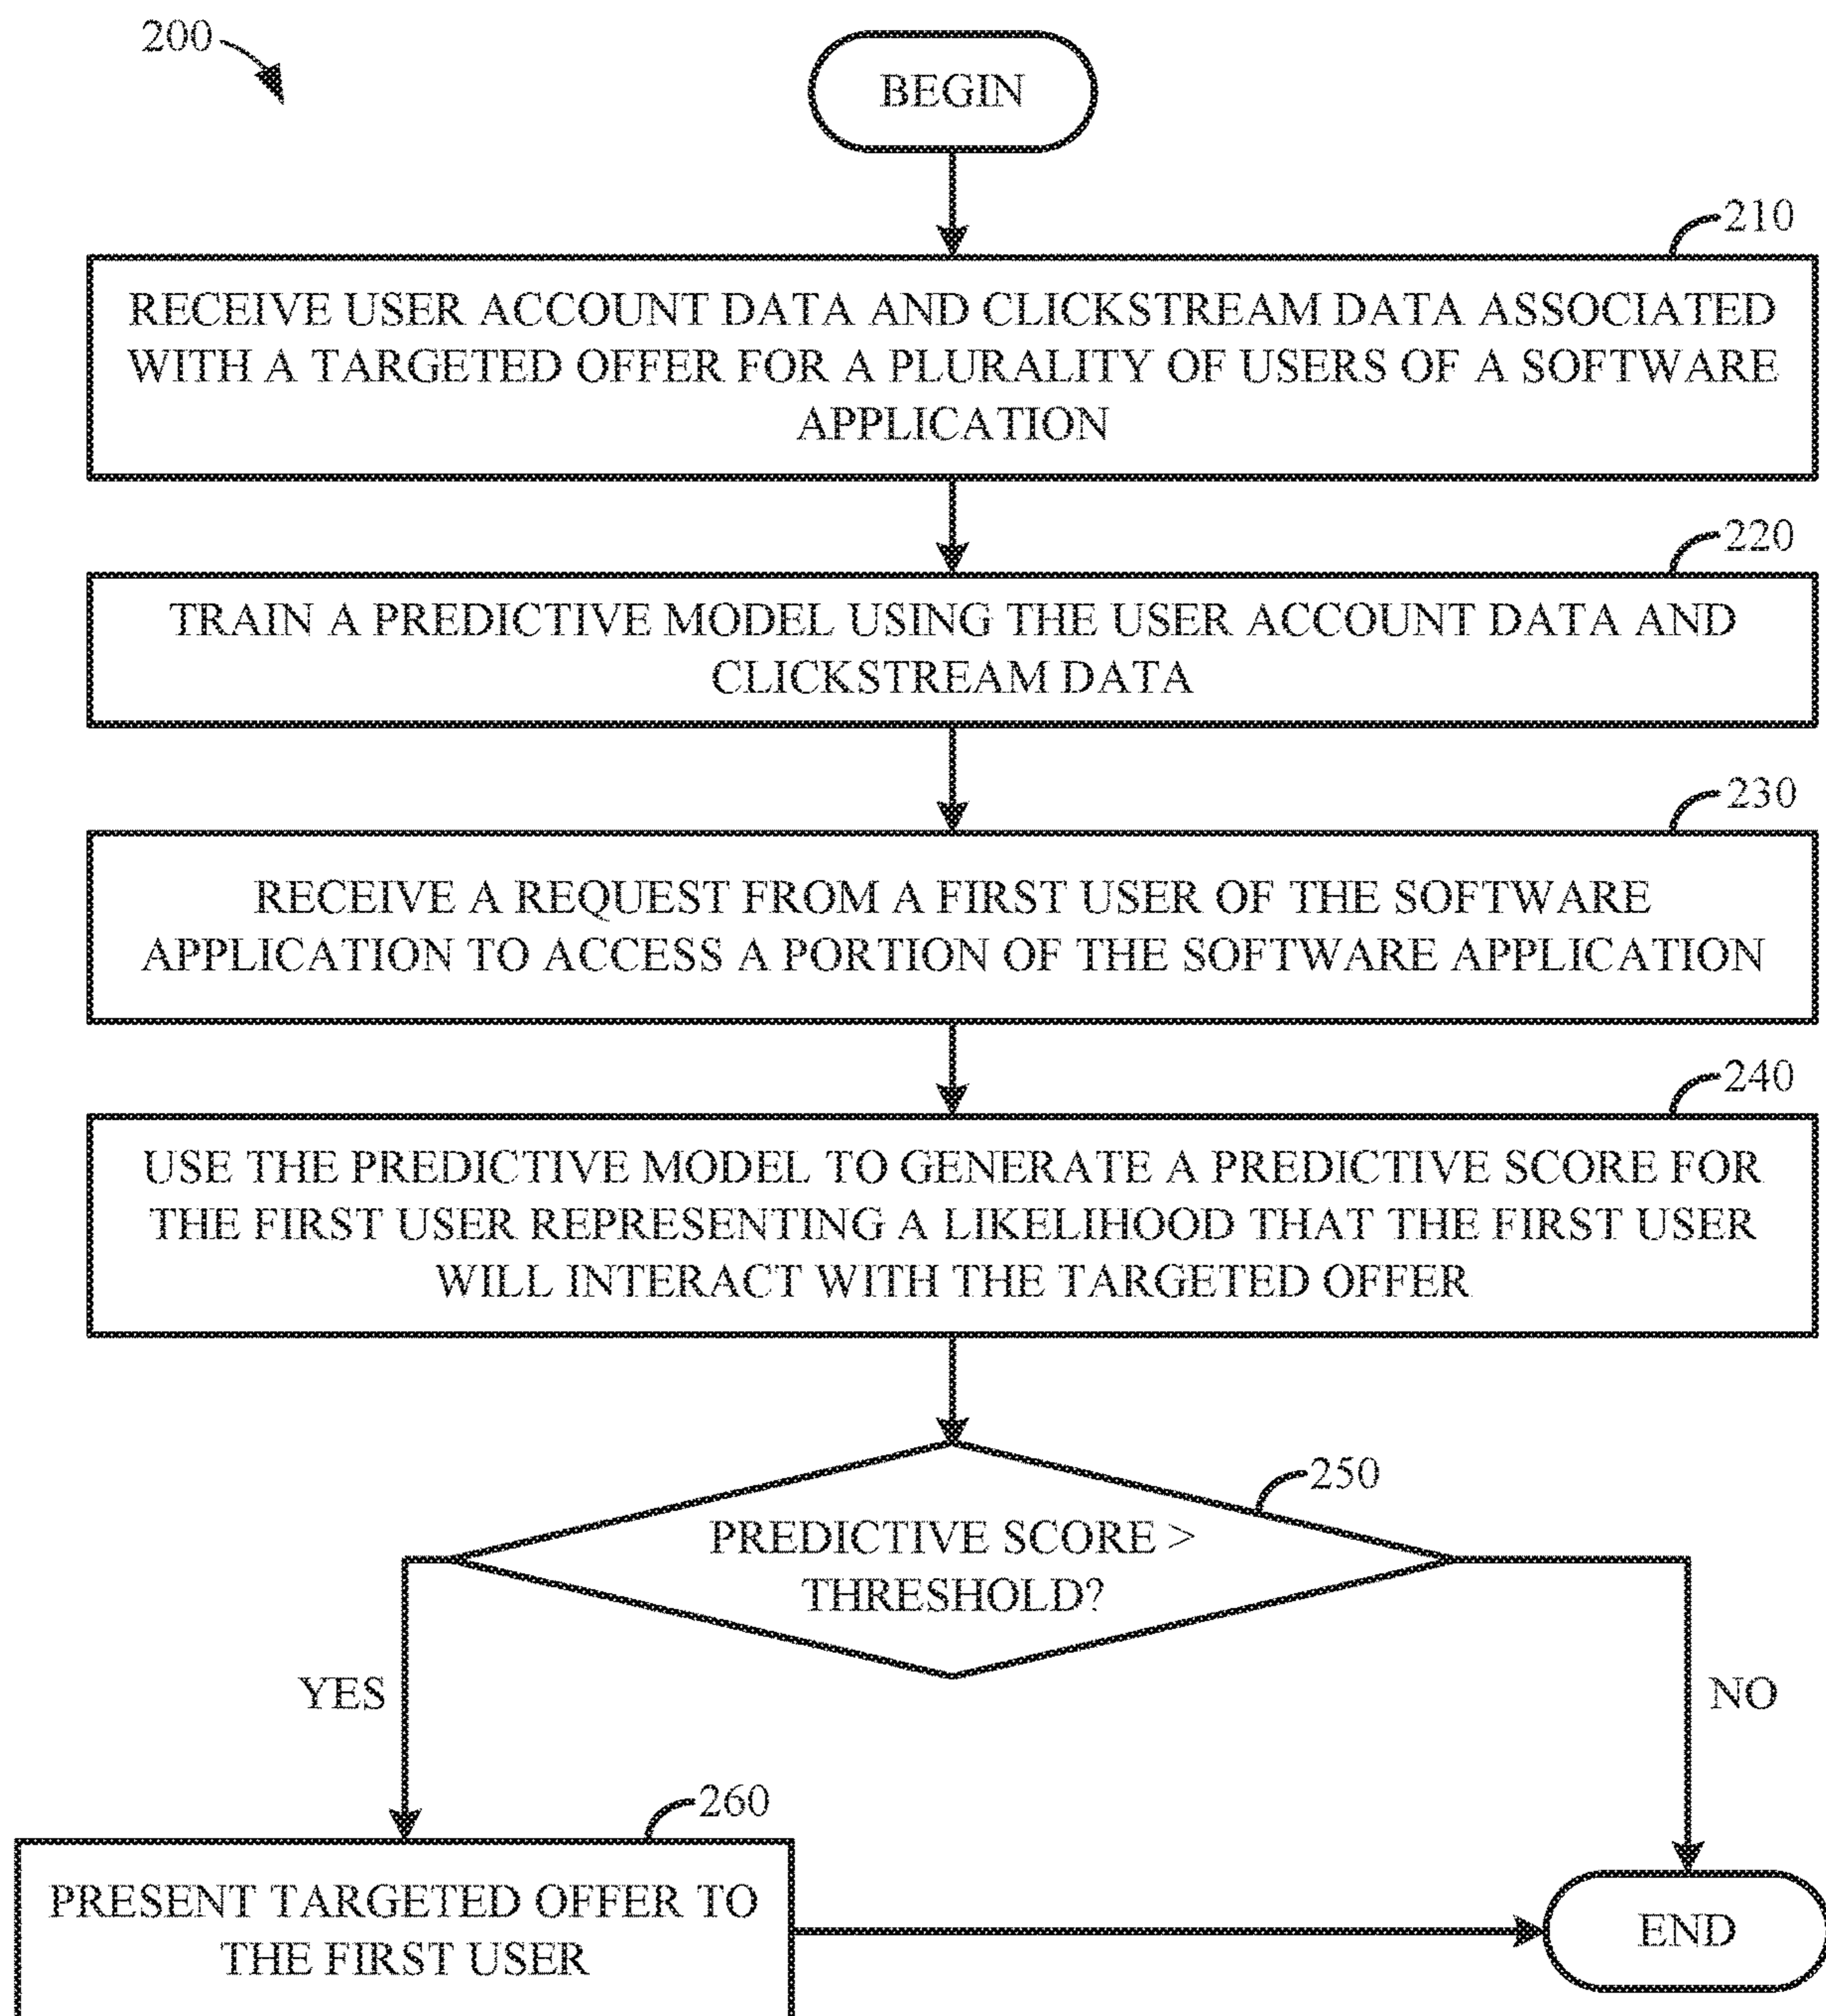 200
BEGIN
210
RECEIVE USER ACCOUNT DATA AND CLICKSTREAM DATA ASSOCIATED
WITH A TARGETED OFFER FOR A PLURALITY OF USERS OF A SOFTWARE
APPLICATION
220
TRAIN A PREDICTIVE MODEL USING THE USER ACCOUNT DATA AND
CLICKSTREAM DATA
230
RECEIVE A REQUEST FROM A FIRST USER OF THE SOFTWARE
APPLICATION TO ACCESS A PORTION OF THE SOFTWARE APPLICATION
240
USE THE PREDICTIVE MODEL TO GENERATE A PREDICTIVE SCORE FOR
THE FIRST USER REPRESENTING A LIKELIHOOD THAT THE FIRST USER
WILL INTERACT WITH THE TARGETED OFFER
250
PREDICTIVE SCORE >
THRESHOLD?
YES
NO
260
PRESENT TARGETED OFFER TO
THE FIRST USER
END